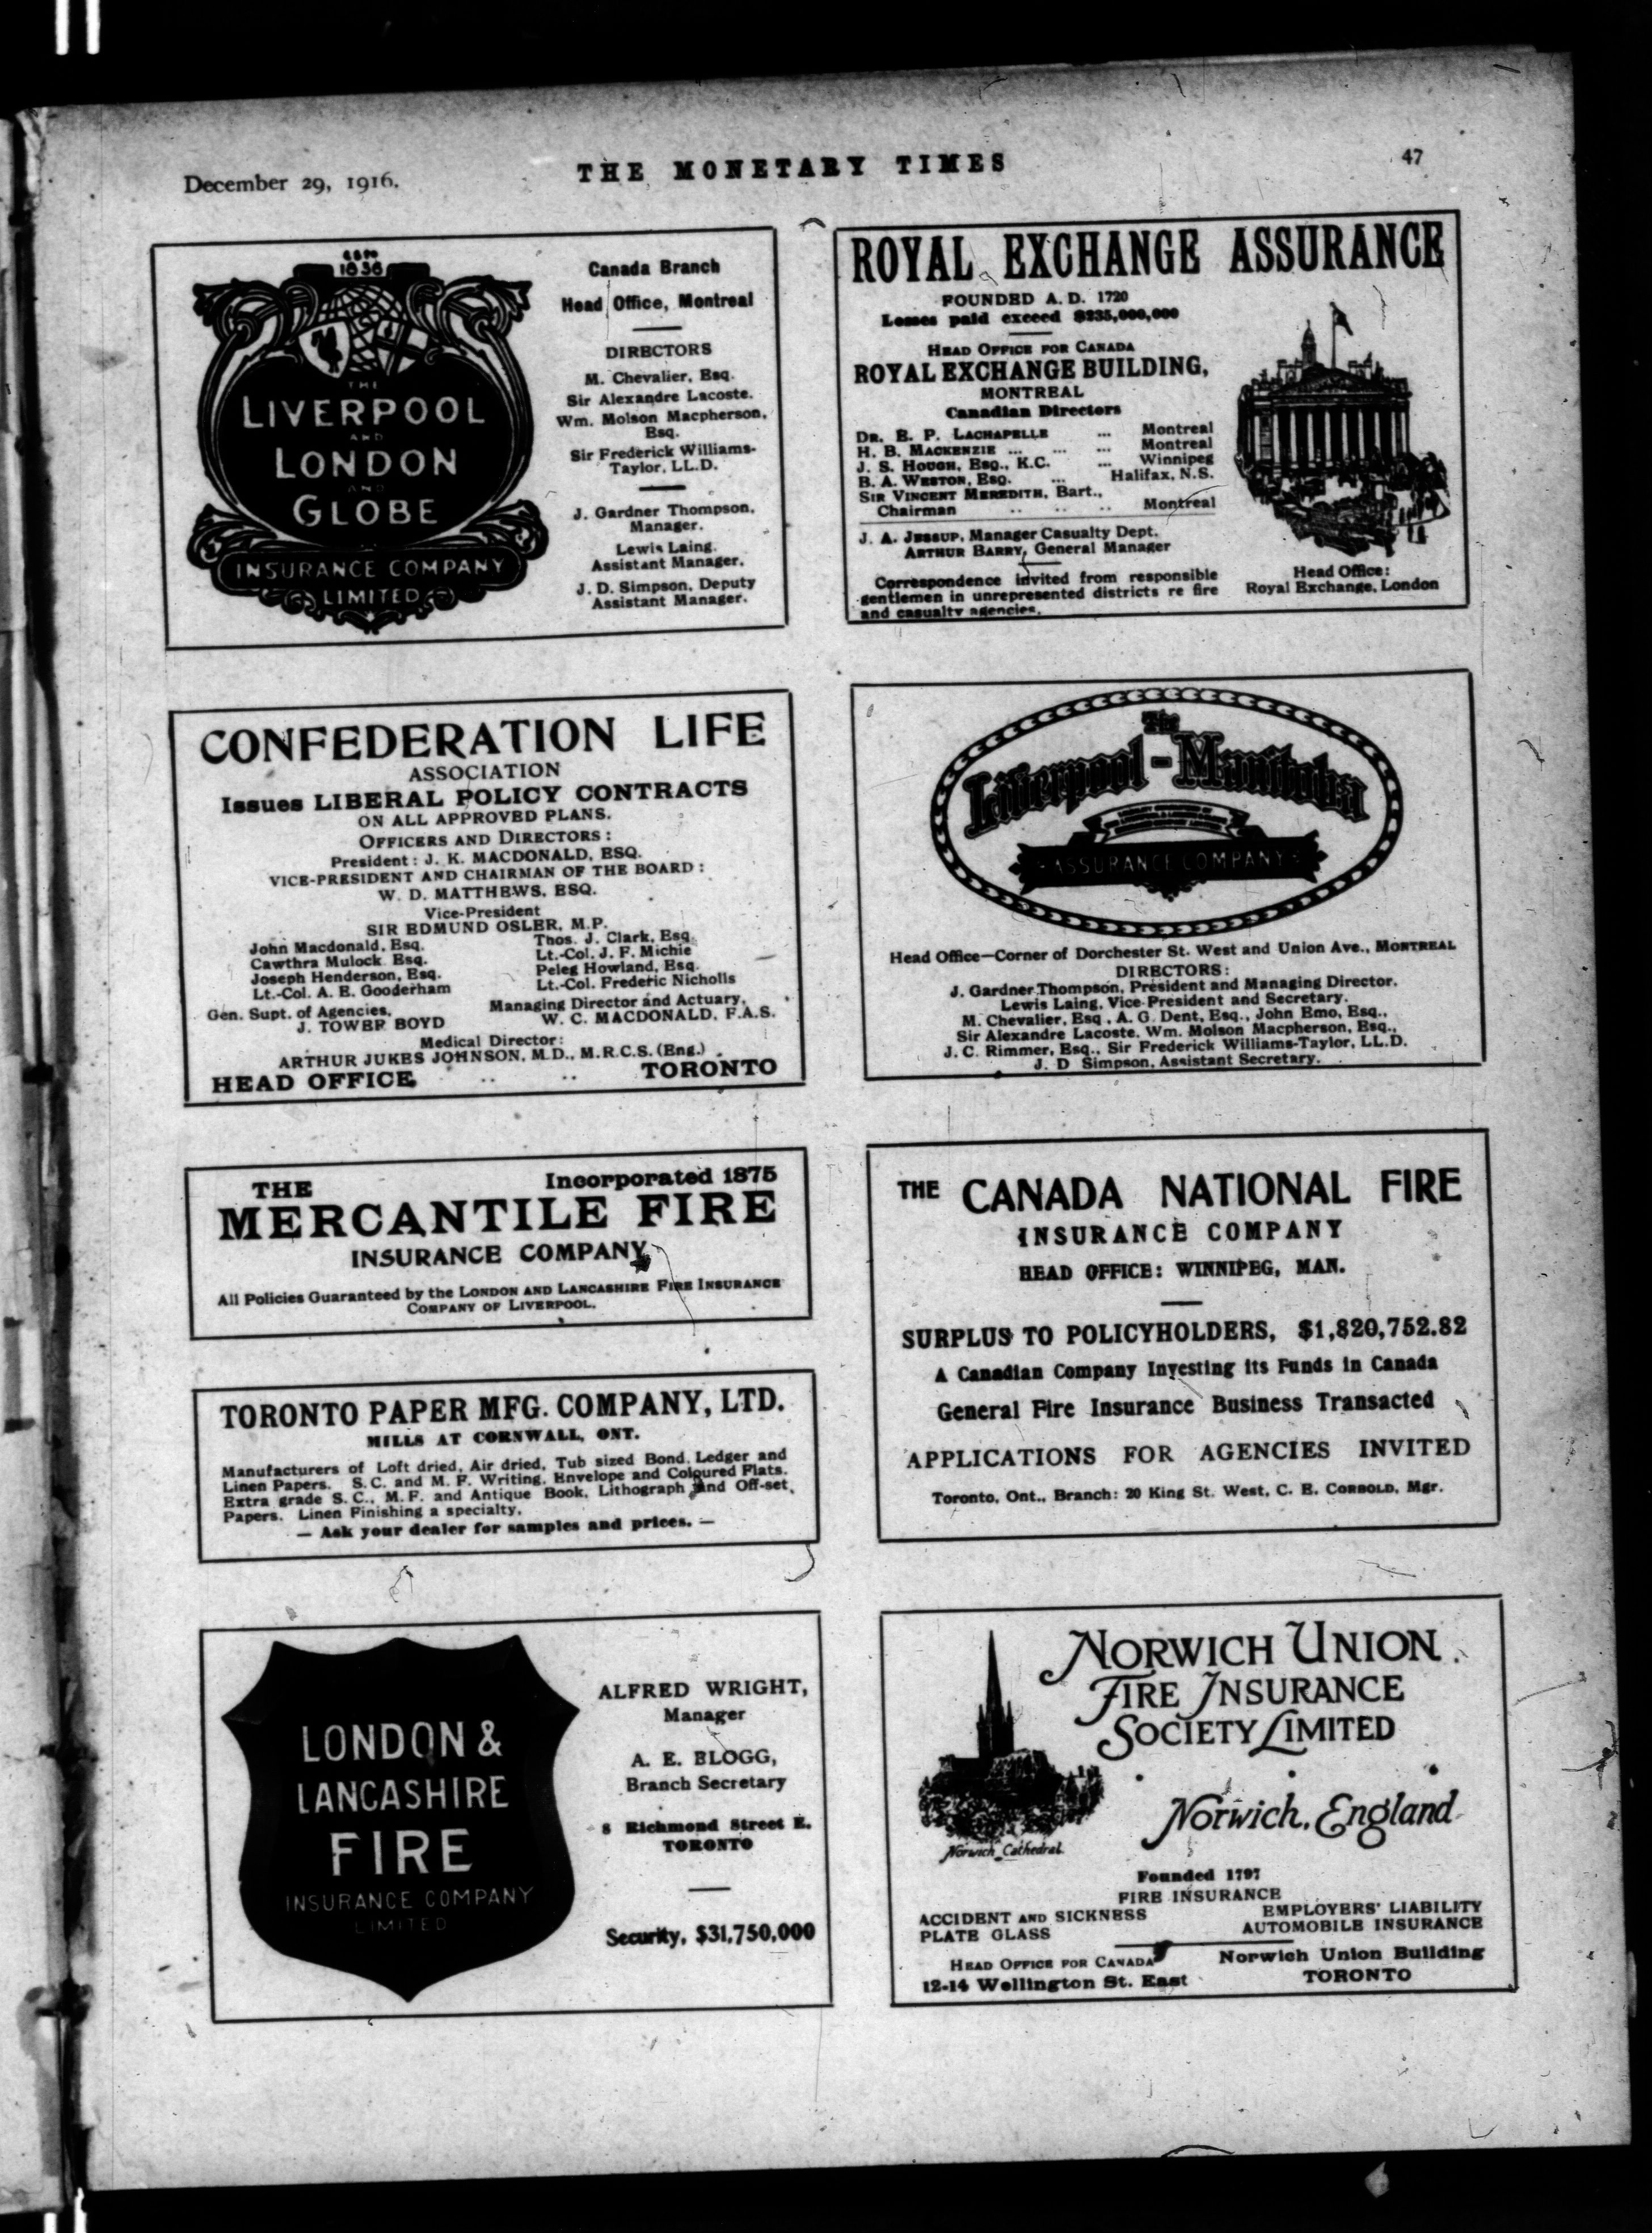 December 29, 1916.
THE MONETARY TIMES
47
1836
THE
LIVERPOOL
AND
LONDON
AND
GLOBE
INSURANCE COMPANY
LIMITED
Canada Branch
Head Office, Montreal
DIRECTORS
M. Chevalier, Esq.
Sir Alexandre Lacoste.
Wm. Molson Macpherson,
Esq.
Sir Frederick Williams-
Taylor, LL.D.
J. Gardner Thompson,
Manager.
Lewis Laing,
Assistant Manager.
J. D. Simpson, Deputy
Assistant Manager.
ROYAL EXCHANGE ASSURANCE
FOUNDED A. D. 1720
Losses paid exceed $235,000,000
HEAD OFFICE FOR CANADA
ROYAL EXCHANGE BUILDING,
MONTREAL
Canadian Directors
DR. E. P. LACHAPELLE ... Montreal
H. B. MACKENZIE ... ... ... Montreal
J. S. HOUGH, ESQ., K.C. ... Winnipeg
B. A. WESTON, ESQ. ... Halifax, N.S.
SIR VINCENT MEREDITH, Bart.,
Chairman .. .. .. Montreal
J. A. JESSUP, Manager Casualty Dept.
ARTHUR BARRY, General Manager
Correspondence invited from responsible
gentlemen in unrepresented districts re fire
and casualty agencies.
Head Office:
Royal Exchange, London
CONFEDERATION LIFE
ASSOCIATION
Issues LIBERAL POLICY CONTRACTS
ON ALL APPROVED PLANS.
OFFICERS AND DIRECTORS:
President: J. K. MACDONALD, ESQ.
VICE-PRESIDENT AND CHAIRMAN OF THE BOARD:
W. D. MATTHEWS, ESQ.
Vice-President
SIR EDMUND OSLER, M.P.
John Macdonald, Esq. Thos. J. Clark, Esq.
Cawthra Mulock. Esq. Lt.-Col. J. F. Michie
Joseph Henderson, Esq. Peleg Howland, Esq.
Lt.-Col. A. E. Gooderham Lt.-Col. Frederic Nicholls
Gen. Supt. of Agencies, Managing Director and Actuary,
J. TOWER BOYD W. C. MACDONALD, F.A.S.
Medical Director:
ARTHUR JUKES JOHNSON, M.D., M.R.C.S. (Eng.)
HEAD OFFICE .. .. TORONTO
The
Liverpool-Manitoba
ASSURANCE COMPANY
Head Office—Corner of Dorchester St. West and Union Ave., MONTREAL
DIRECTORS:
J. Gardner Thompson, President and Managing Director.
Lewis Laing, Vice-President and Secretary.
M. Chevalier, Esq., A. G. Dent, Esq., John Emo, Esq.,
Sir Alexandre Lacoste, Wm. Molson Macpherson, Esq.,
J. C. Rimmer, Esq., Sir Frederick Williams-Taylor, LL.D.
J. D Simpson, Assistant Secretary.
THE Incorporated 1875
MERCANTILE FIRE
INSURANCE COMPANY
All Policies Guaranteed by the LONDON AND LANCASHIRE FIRE INSURANCE
COMPANY OF LIVERPOOL.
THE CANADA NATIONAL FIRE
INSURANCE COMPANY
HEAD OFFICE: WINNIPEG, MAN.
SURPLUS TO POLICYHOLDERS, $1,820,752.82
A Canadian Company Investing its Funds in Canada
General Fire Insurance Business Transacted
APPLICATIONS FOR AGENCIES INVITED
Toronto, Ont., Branch: 20 King St. West, C. E. CORBOLD, Mgr.
TORONTO PAPER MFG. COMPANY, LTD.
MILLS AT CORNWALL, ONT.
Manufacturers of Loft dried, Air dried, Tub sized Bond, Ledger and
Linen Papers. S. C. and M. F. Writing, Envelope and Coloured Flats.
Extra grade S. C., M. F. and Antique Book, Lithograph and Off-set
Papers. Linen Finishing a specialty.
— Ask your dealer for samples and prices. —
LONDON &
LANCASHIRE
FIRE
INSURANCE COMPANY
LIMITED
ALFRED WRIGHT,
Manager
A. E. BLOGG,
Branch Secretary
8 Richmond Street E.
TORONTO
Security, $31,750,000
NORWICH UNION
FIRE INSURANCE
SOCIETY LIMITED
Norwich, England
Norwich Cathedral
Founded 1797
FIRE INSURANCE
ACCIDENT AND SICKNESS EMPLOYERS' LIABILITY
PLATE GLASS AUTOMOBILE INSURANCE
HEAD OFFICE FOR CANADA Norwich Union Building
12-14 Wellington St. East TORONTO